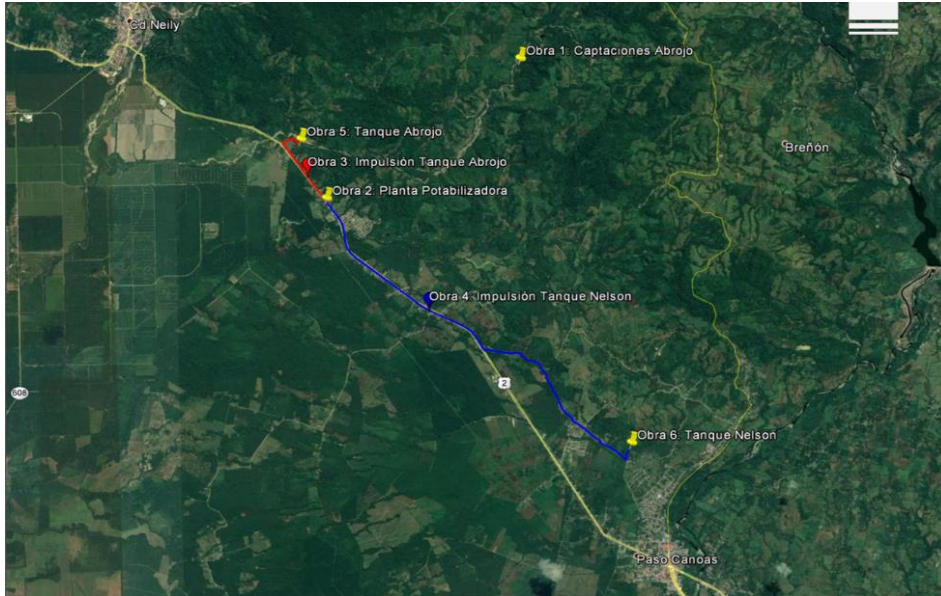 Cd Neily
Obra 1: Captaciones Abrojo
Obra 5: Tanque Abrojo
Breñón
Obra 3: Impulsión Tanque Abrojo
Obra 2: Planta Potabilizadora
Obra 4: Impulsión Tanque Nelson
2
608
Obra 6: Tanque Nelson
Paso Canoas